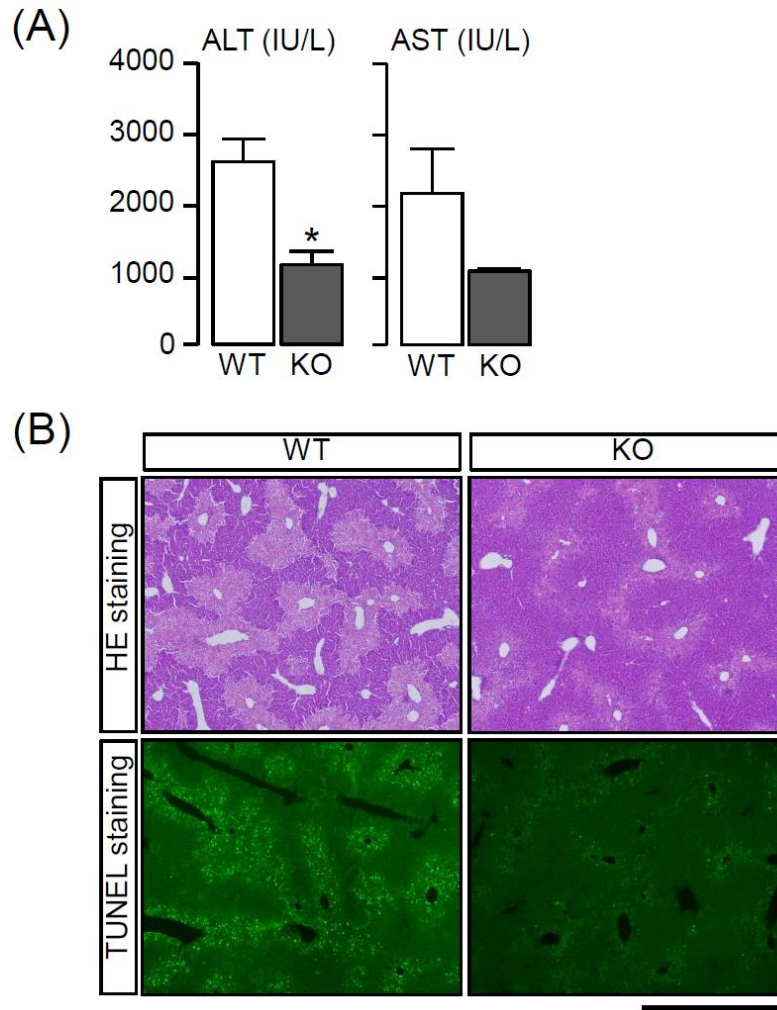 (A)
ALT (IU/L) AST (IU/L)
4000
3000
2000
*
1000
0
WT KO WT KO
(B)
WT KO
HE staining
TUNEL staining